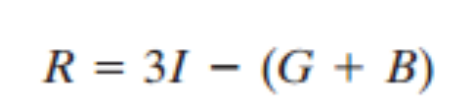 R = 3I − (G + B)